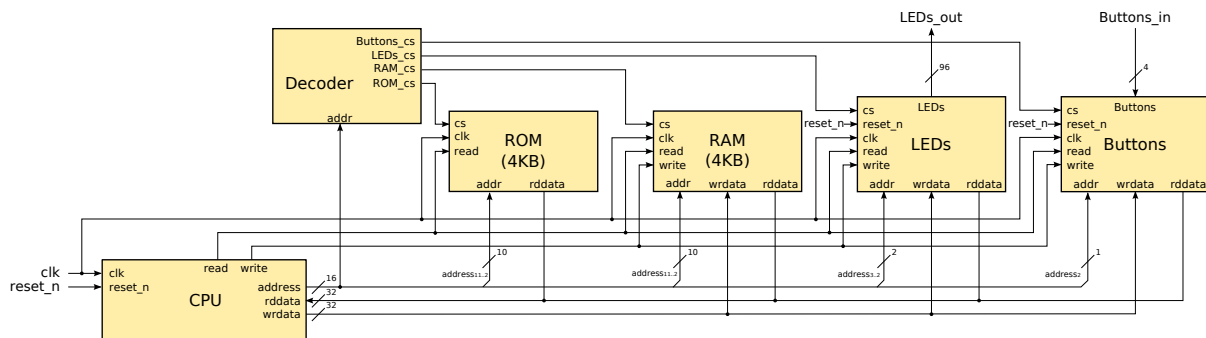 LEDs_out
Buttons_in
Buttons_cs
LEDs_cs
RAM_cs
ROM_cs
Decoder
addr
96
4
cs
clk
read
ROM
(4KB)
addr
rddata
cs
clk
read
write
RAM
(4KB)
addr
wrdata
rddata
LEDs
cs
reset_n
reset_n
clk
read
write
LEDs
addr
wrdata
rddata
Buttons
cs
reset_n
reset_n
clk
read
write
Buttons
addr
wrdata
rddata
10
address11..2
10
address11..2
2
address3..2
1
address2
clk
reset_n
read
write
clk
reset_n
CPU
address
rddata
wrdata
16
32
32